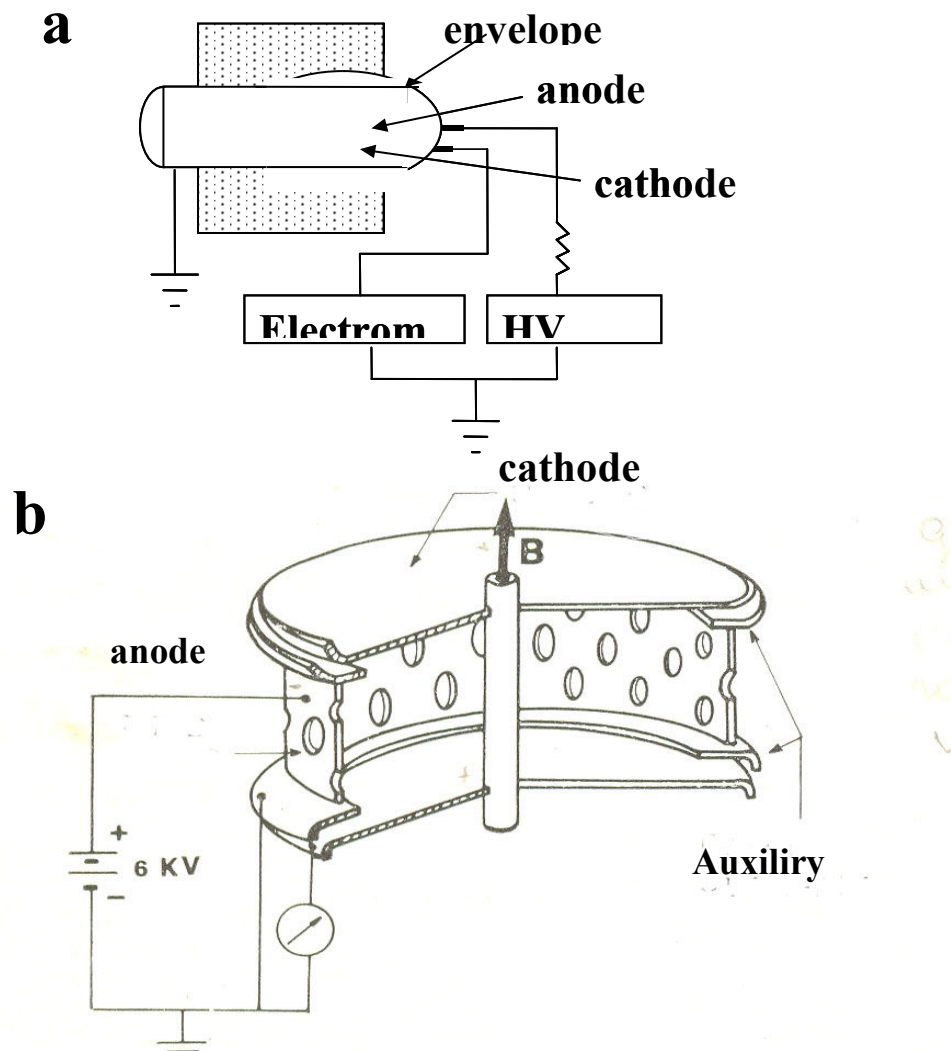 a
envelope
anode
cathode
Electrom
HV
cathode
b
B
anode
+
6 KV
−
Auxiliry